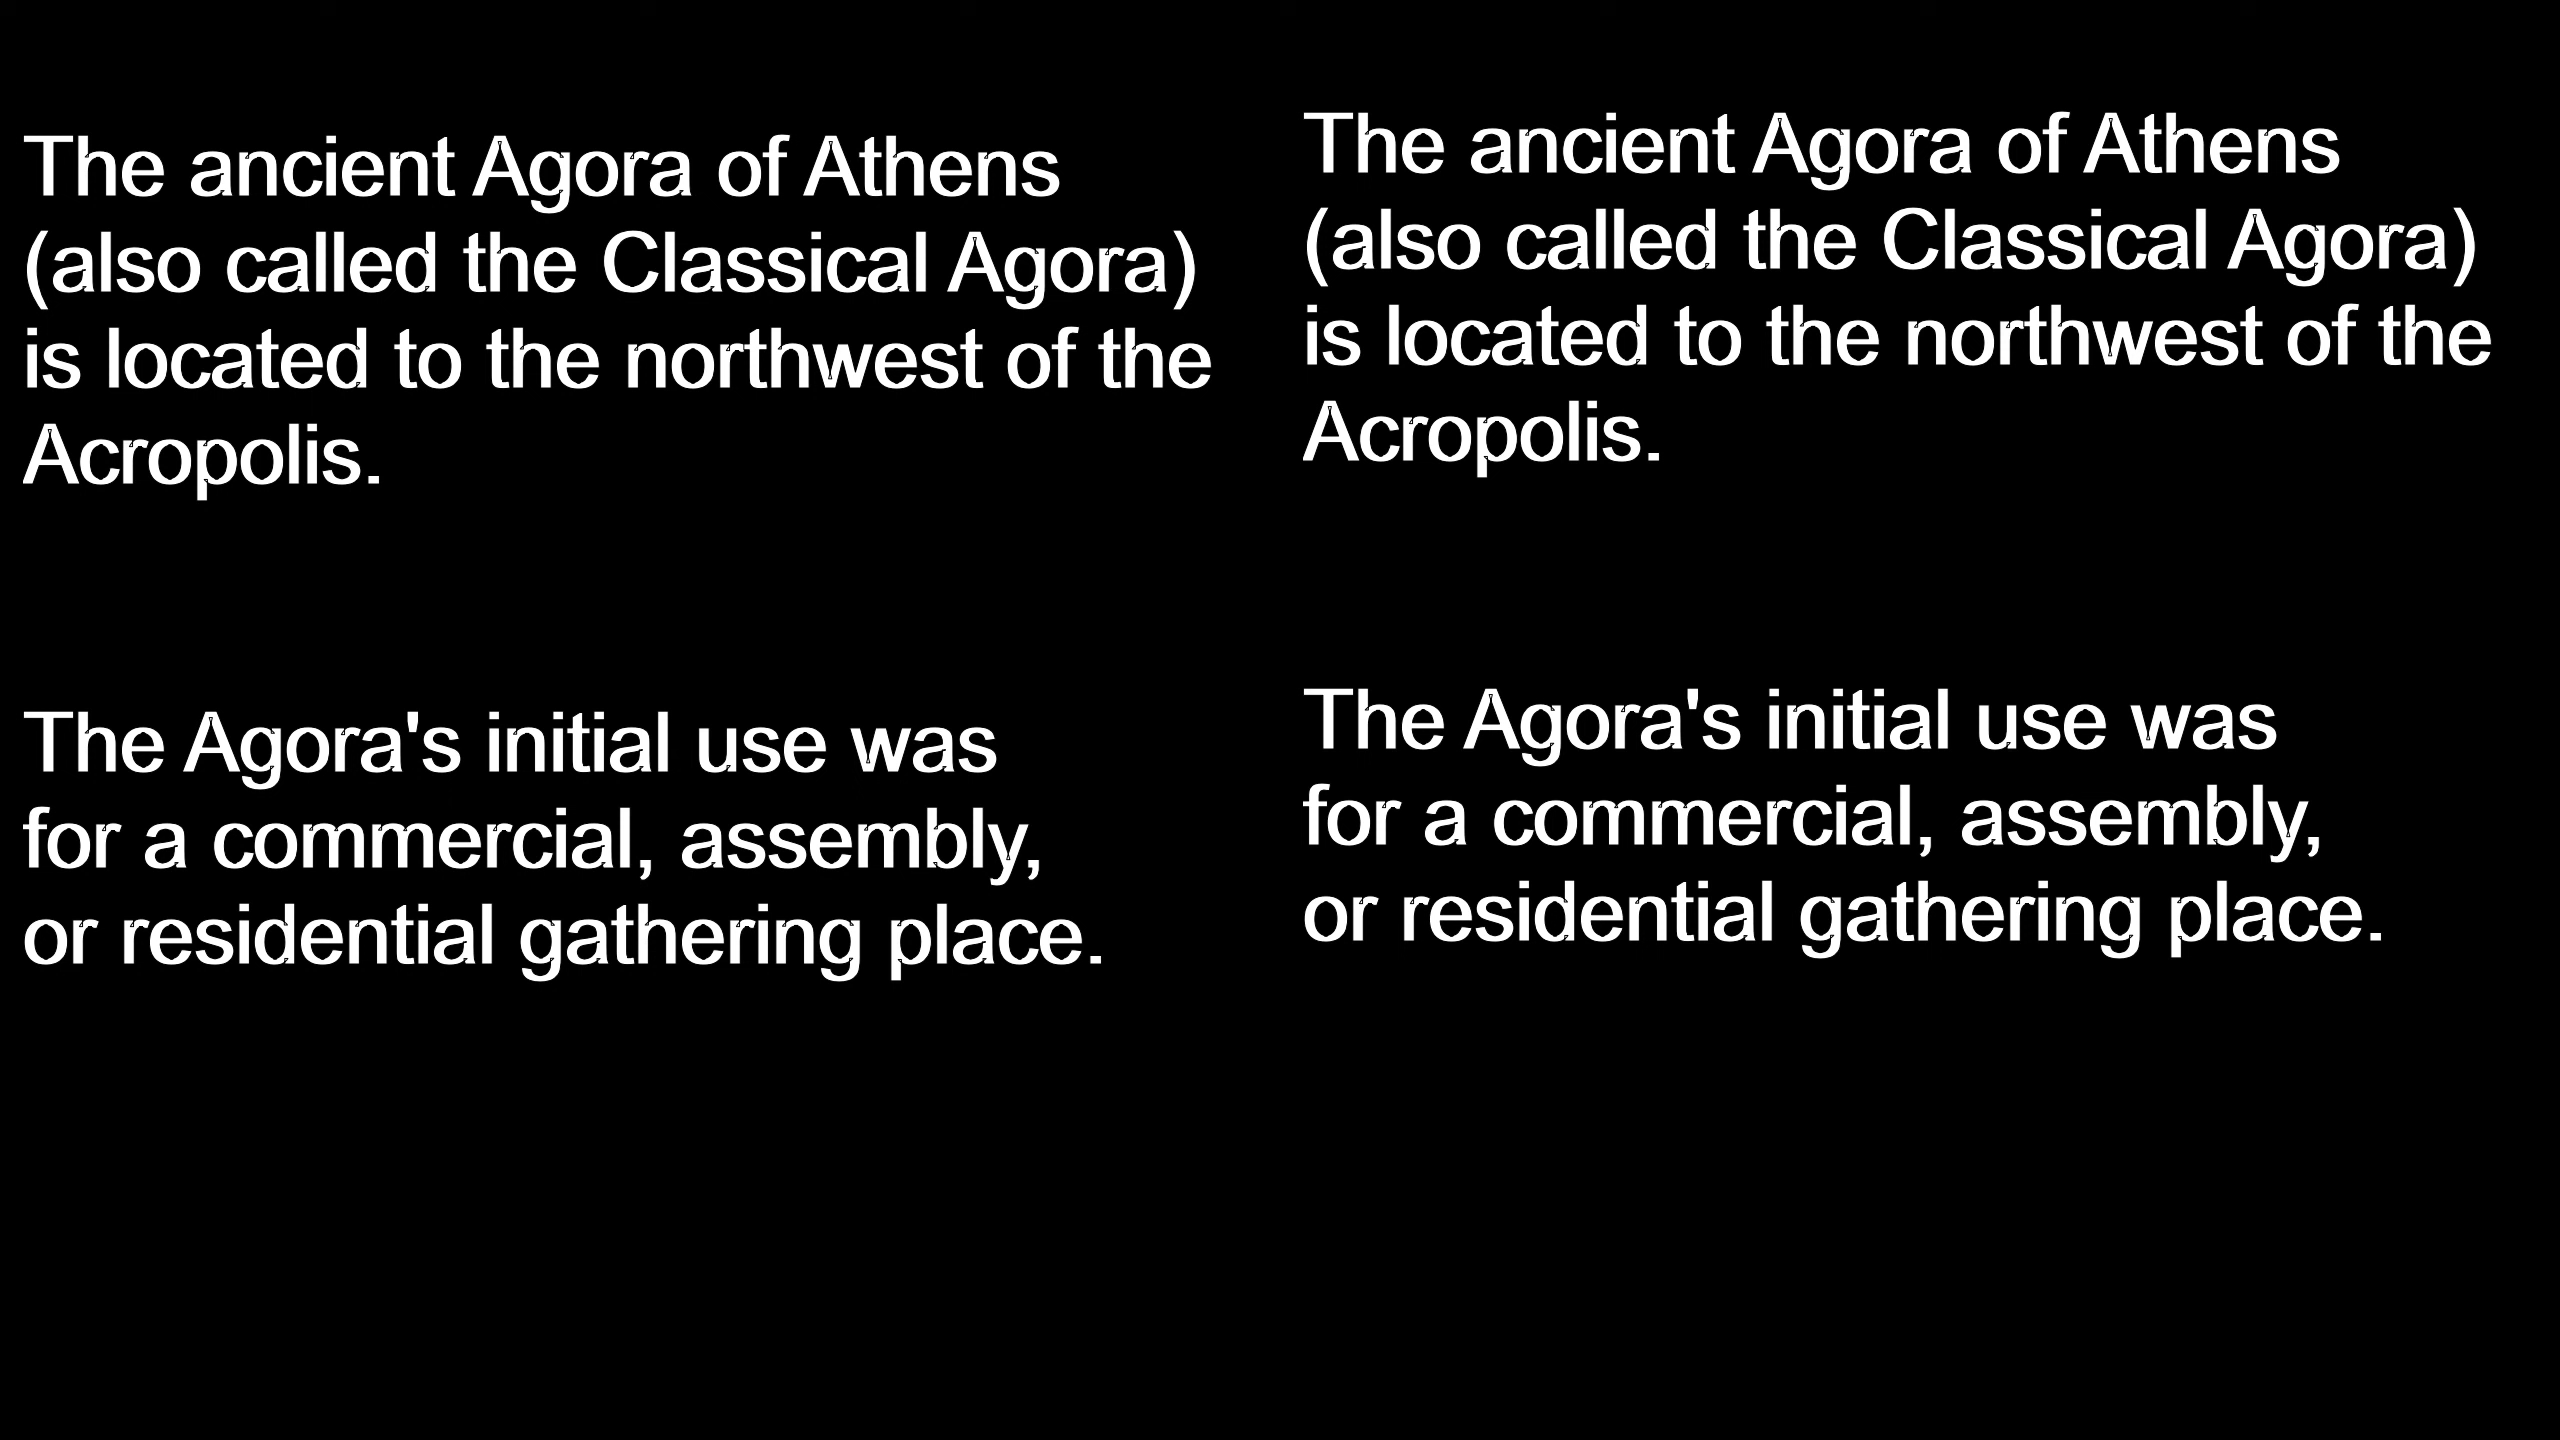 The ancient Agora of Athens
(also called the Classical Agora)
is located to the northwest of the
Acropolis.
The Agora's initial use was
for a commercial, assembly,
or residential gathering place.
The ancient Agora of Athens
(also called the Classical Agora)
is located to the northwest of the
Acropolis.
The Agora's initial use was
for a commercial, assembly,
or residential gathering place.